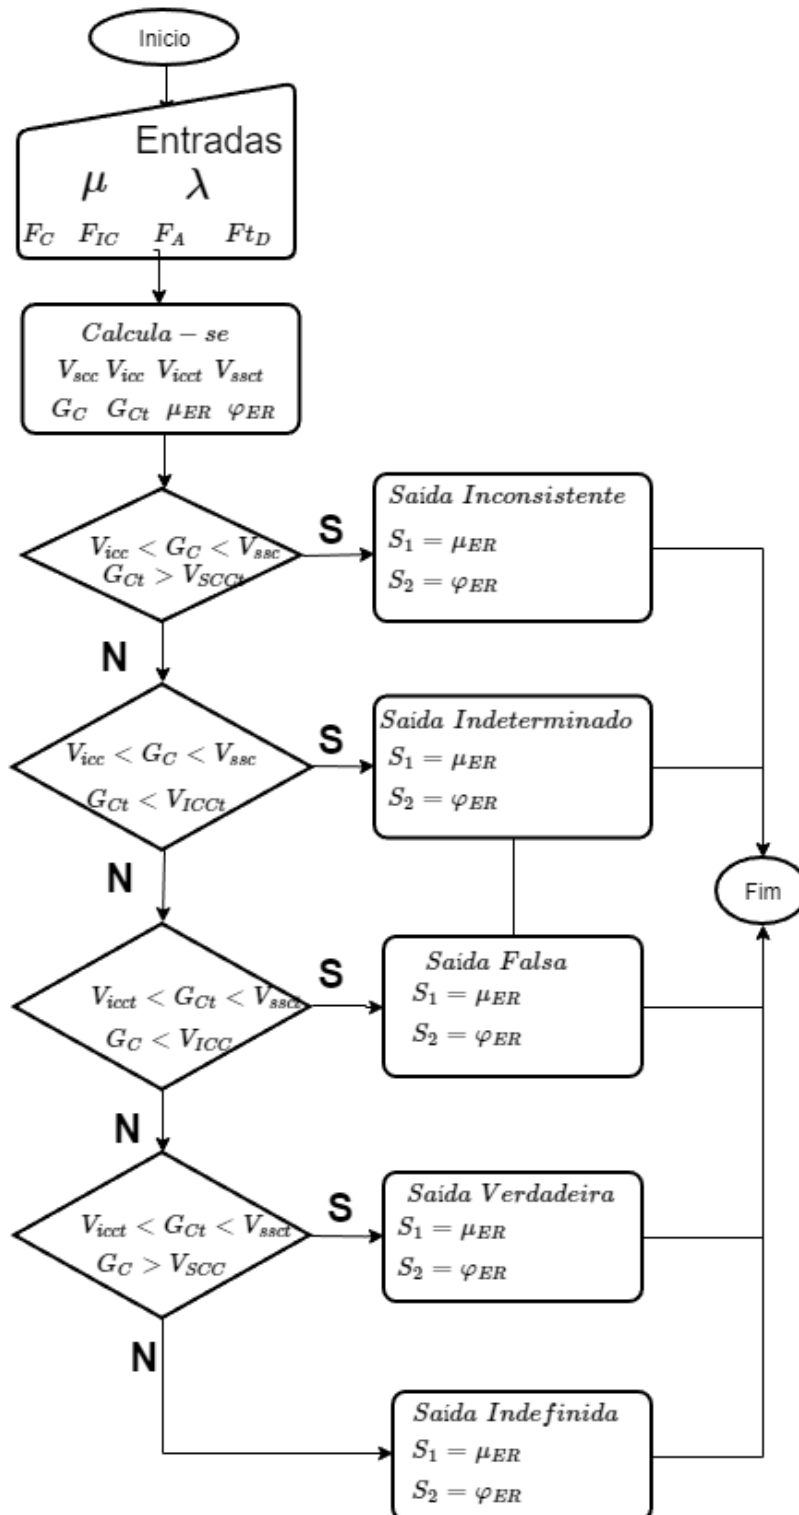 Inicio
Entradas
μ λ
F_C F_IC F_A Ft_D
Calcula − se
V_scc V_icc V_icct V_ssct
G_C G_Ct μ_ER φ_ER
V_icc < G_C < V_ssc
G_Ct > V_SCCt
S
Saída Inconsistente
S_1 = μ_ER
S_2 = φ_ER
N
V_icc < G_C < V_ssc
G_Ct < V_ICCt
S
Saída Indeterminado
S_1 = μ_ER
S_2 = φ_ER
N
Fim
V_icct < G_Ct < V_ssct
G_C < V_ICC
S
Saída Falsa
S_1 = μ_ER
S_2 = φ_ER
N
V_icct < G_Ct < V_ssct
G_C > V_SCC
S
Saída Verdadeira
S_1 = μ_ER
S_2 = φ_ER
N
Saída Indefinida
S_1 = μ_ER
S_2 = φ_ER